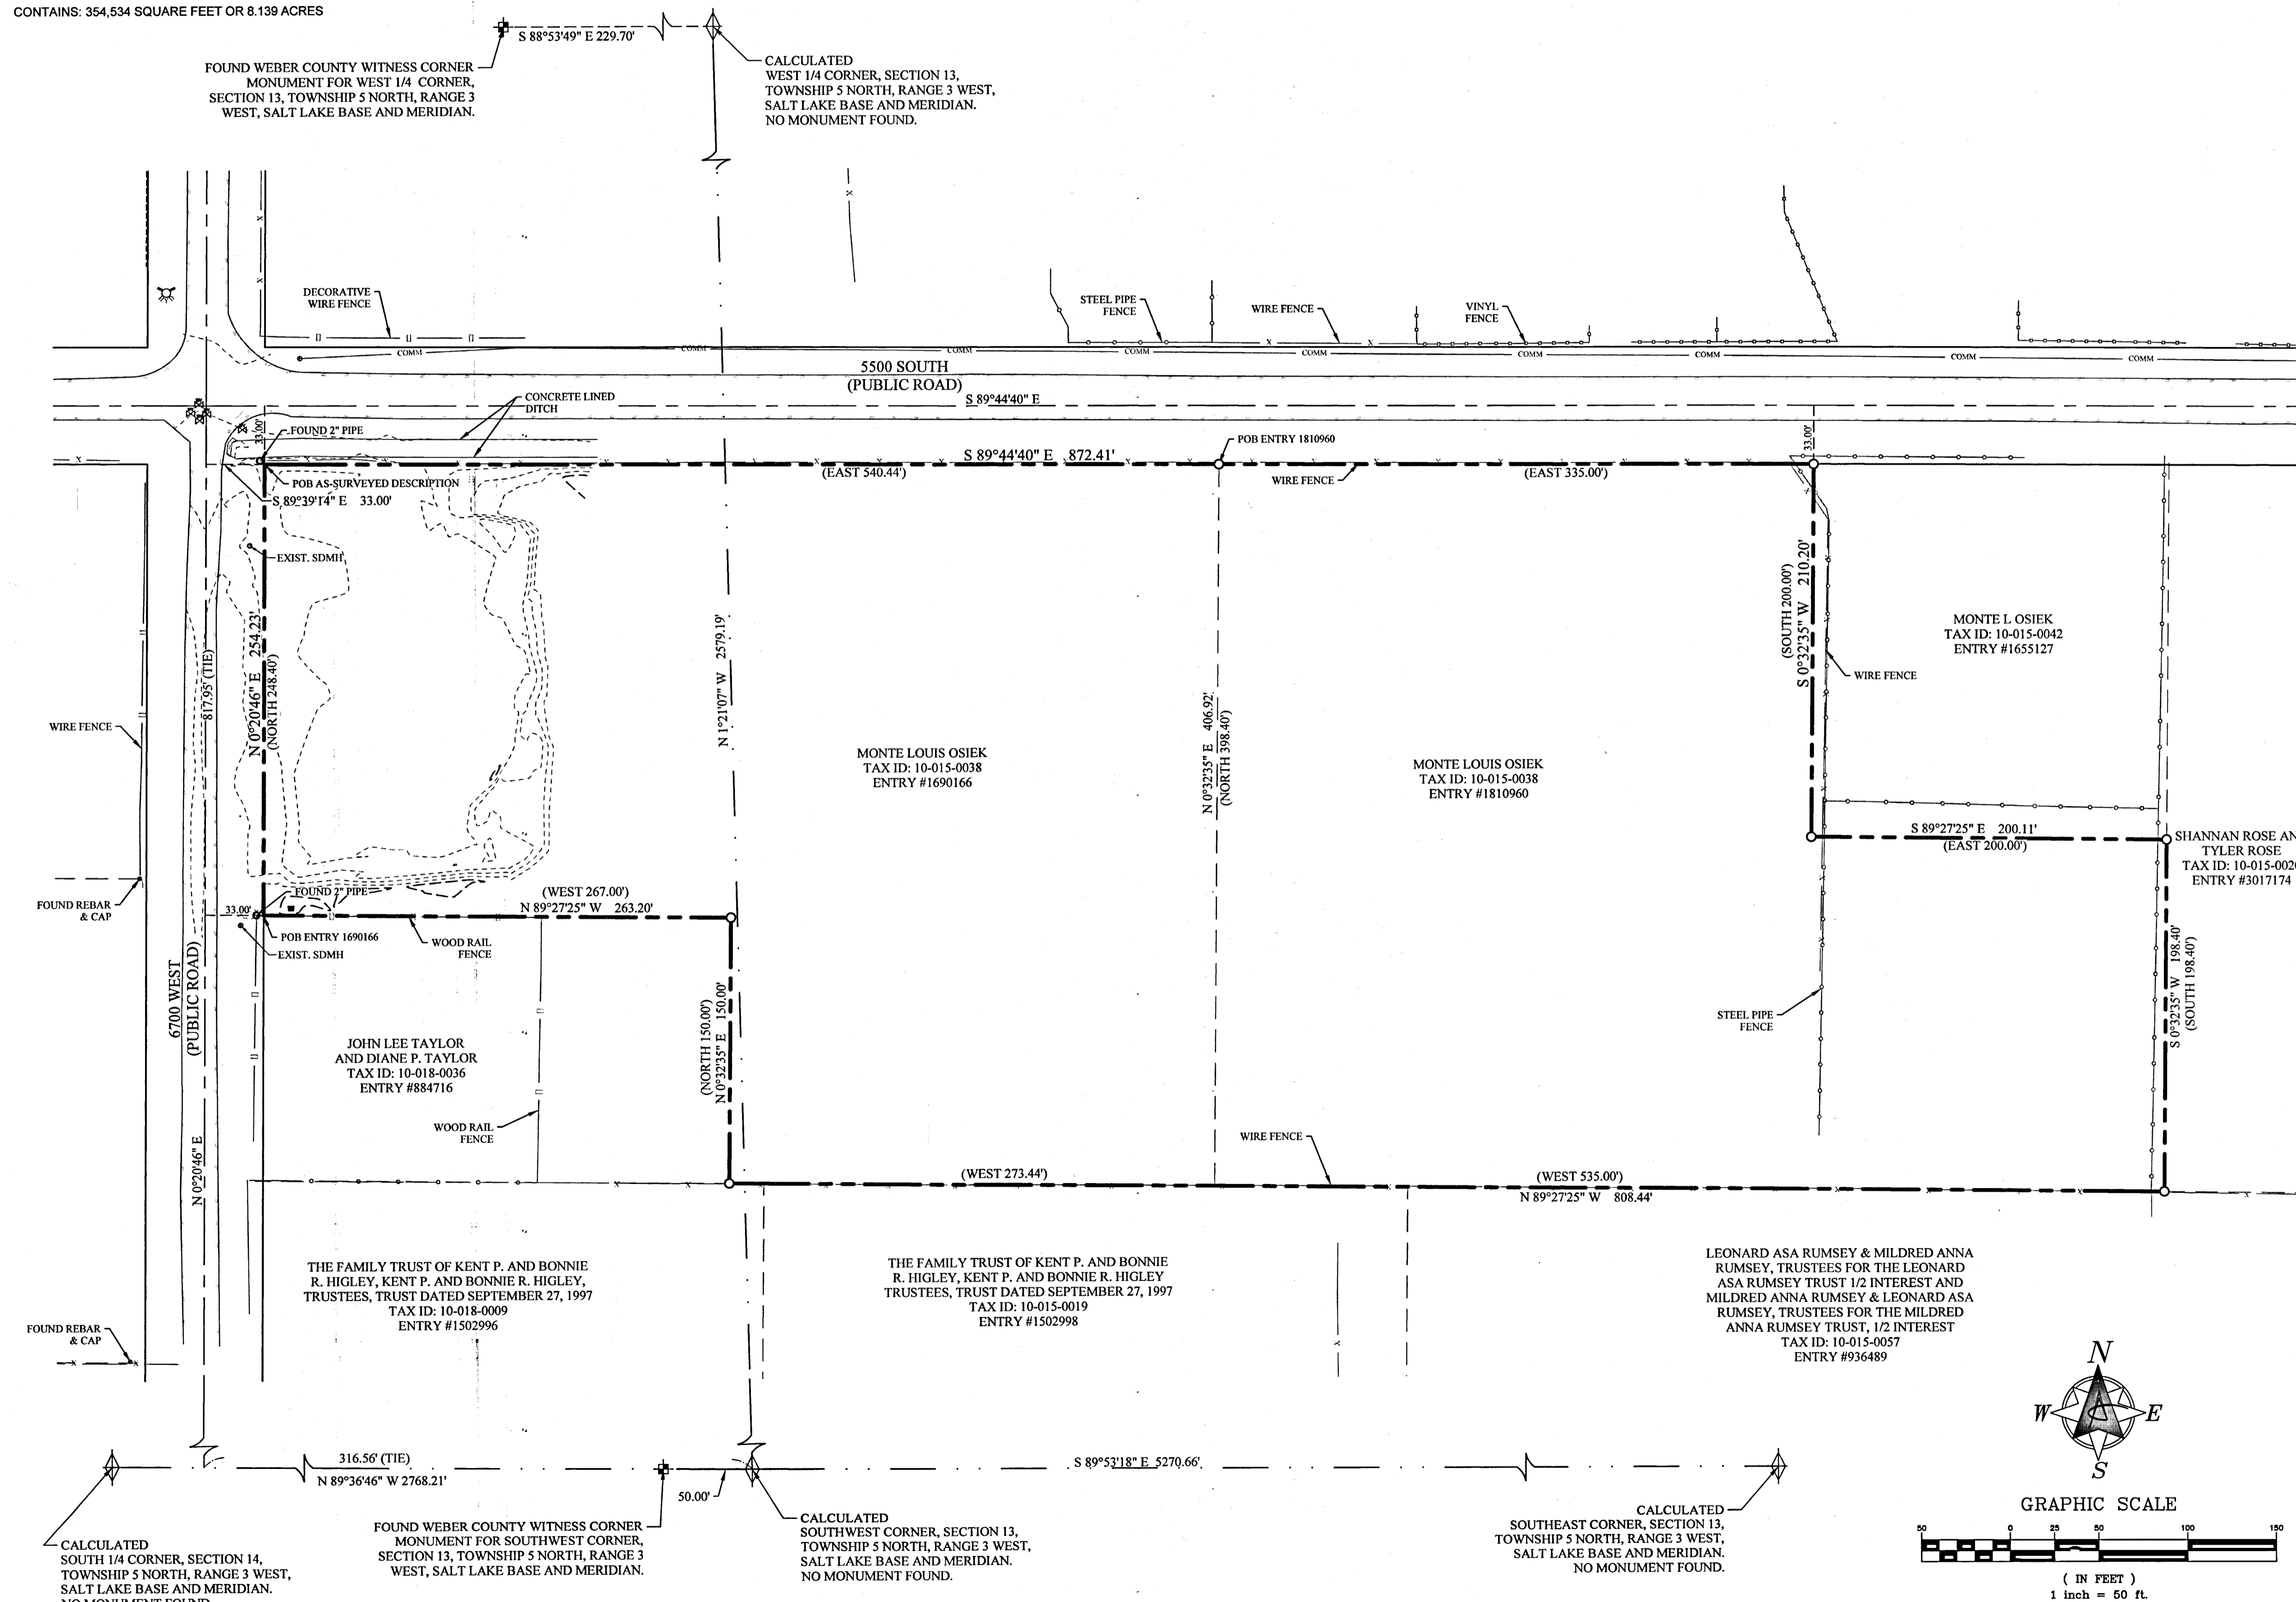 CONTAINS: 354,534 SQUARE FEET OR 8.139 ACRES
S 88°53'49" E 229.70'
FOUND WEBER COUNTY WITNESS CORNER
MONUMENT FOR WEST 1/4 CORNER,
SECTION 13, TOWNSHIP 5 NORTH, RANGE 3
WEST, SALT LAKE BASE AND MERIDIAN.
CALCULATED
WEST 1/4 CORNER, SECTION 13,
TOWNSHIP 5 NORTH, RANGE 3 WEST,
SALT LAKE BASE AND MERIDIAN.
NO MONUMENT FOUND.
DECORATIVE
WIRE FENCE
STEEL PIPE
FENCE
WIRE FENCE
VINYL
FENCE
COMM
COMM
COMM
COMM
COMM
COMM
COMM
COMM
COMM
COMM
5500 SOUTH
(PUBLIC ROAD)
S 89°44'40" E
CONCRETE LINED
DITCH
33.00'
FOUND 2" PIPE
POB AS-SURVEYED DESCRIPTION
S 89°39'14" E 33.00'
S 89°44'40" E 872.41'
(EAST 540.44')
POB ENTRY 1810960
WIRE FENCE
(EAST 335.00')
33.00'
EXIST. SDMH
N 0°20'46" E 254.23'
(NORTH 248.40')
817.95' (TIE)
N 1°21'07" W 2579.19'
N 0°32'35" E 406.92'
(NORTH 398.40')
(SOUTH 200.00')
S 0°32'35" W 210.20'
MONTE L OSIEK
TAX ID: 10-015-0042
ENTRY #1655127
WIRE FENCE
WIRE FENCE
MONTE LOUIS OSIEK
TAX ID: 10-015-0038
ENTRY #1690166
MONTE LOUIS OSIEK
TAX ID: 10-015-0038
ENTRY #1810960
S 89°27'25" E 200.11'
(EAST 200.00')
SHANNAN ROSE AN
TYLER ROSE
TAX ID: 10-015-002
ENTRY #3017174
FOUND REBAR
& CAP
33.00'
FOUND 2" PIPE
(WEST 267.00')
N 89°27'25" W 263.20'
POB ENTRY 1690166
EXIST. SDMH
WOOD RAIL
FENCE
6700 WEST
(PUBLIC ROAD)
(NORTH 150.00')
N 0°32'35" E 150.00'
STEEL PIPE
FENCE
S 0°32'35" W 198.40'
(SOUTH 198.40')
JOHN LEE TAYLOR
AND DIANE P. TAYLOR
TAX ID: 10-018-0036
ENTRY #884716
WOOD RAIL
FENCE
WIRE FENCE
N 0°20'46" E
(WEST 273.44')
(WEST 535.00')
N 89°27'25" W 808.44'
THE FAMILY TRUST OF KENT P. AND BONNIE
R. HIGLEY, KENT P. AND BONNIE R. HIGLEY,
TRUSTEES, TRUST DATED SEPTEMBER 27, 1997
TAX ID: 10-018-0009
ENTRY #1502996
THE FAMILY TRUST OF KENT P. AND BONNIE
R. HIGLEY, KENT P. AND BONNIE R. HIGLEY
TRUSTEES, TRUST DATED SEPTEMBER 27, 1997
TAX ID: 10-015-0019
ENTRY #1502998
LEONARD ASA RUMSEY & MILDRED ANNA
RUMSEY, TRUSTEES FOR THE LEONARD
ASA RUMSEY TRUST 1/2 INTEREST AND
MILDRED ANNA RUMSEY & LEONARD ASA
RUMSEY, TRUSTEES FOR THE MILDRED
ANNA RUMSEY TRUST, 1/2 INTEREST
TAX ID: 10-015-0057
ENTRY #936489
FOUND REBAR
& CAP
N
W E
S
316.56' (TIE)
N 89°36'46" W 2768.21'
50.00'
S 89°53'18" E 5270.66'
CALCULATED
SOUTH 1/4 CORNER, SECTION 14,
TOWNSHIP 5 NORTH, RANGE 3 WEST,
SALT LAKE BASE AND MERIDIAN.
NO MONUMENT FOUND.
FOUND WEBER COUNTY WITNESS CORNER
MONUMENT FOR SOUTHWEST CORNER,
SECTION 13, TOWNSHIP 5 NORTH, RANGE 3
WEST, SALT LAKE BASE AND MERIDIAN.
CALCULATED
SOUTHWEST CORNER, SECTION 13,
TOWNSHIP 5 NORTH, RANGE 3 WEST,
SALT LAKE BASE AND MERIDIAN.
NO MONUMENT FOUND.
CALCULATED
SOUTHEAST CORNER, SECTION 13,
TOWNSHIP 5 NORTH, RANGE 3 WEST,
SALT LAKE BASE AND MERIDIAN.
NO MONUMENT FOUND.
GRAPHIC SCALE
50 0 25 50 100 150
( IN FEET )
1 inch = 50 ft.